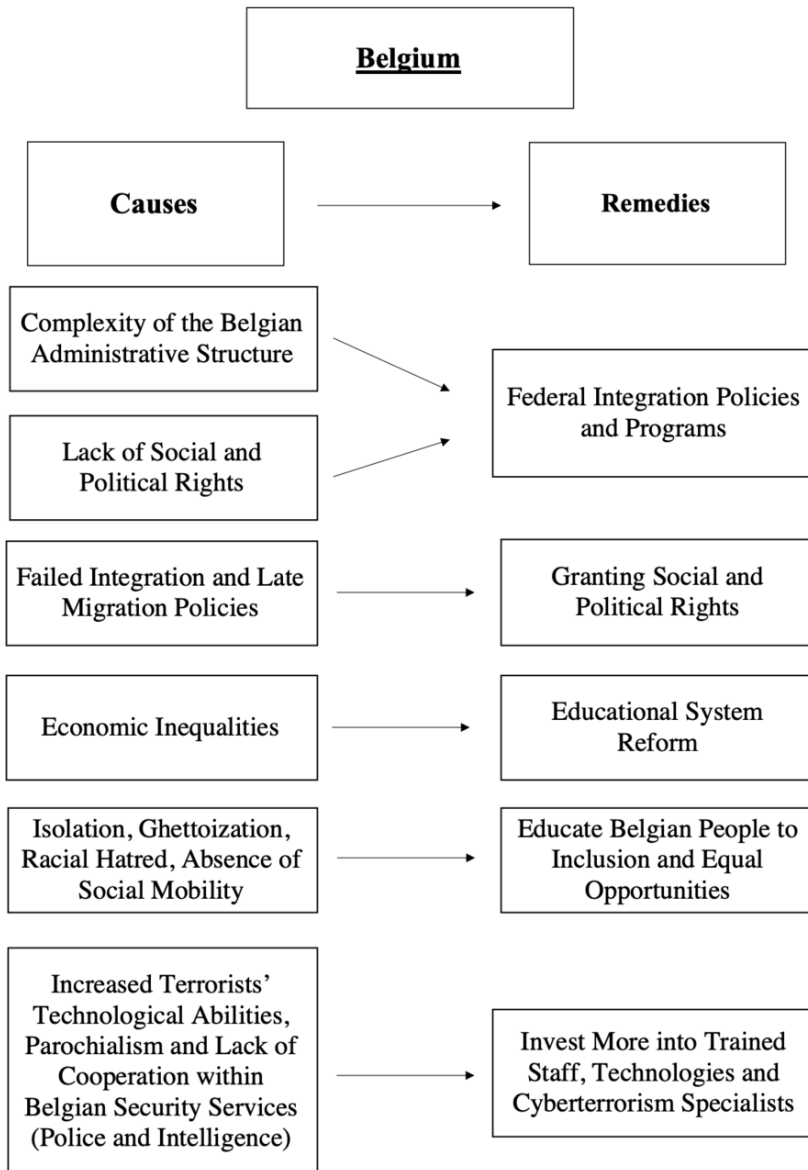 Belgium
Causes
Remedies
Complexity of the Belgian
Administrative Structure
Lack of Social and
Political Rights
Federal Integration Policies
and Programs
Failed Integration and Late
Migration Policies
Granting Social and
Political Rights
Economic Inequalities
Educational System
Reform
Isolation, Ghettoization,
Racial Hatred, Absence of
Social Mobility
Educate Belgian People to
Inclusion and Equal
Opportunities
Increased Terrorists’
Technological Abilities,
Parochialism and Lack of
Cooperation within
Belgian Security Services
(Police and Intelligence)
Invest More into Trained
Staff, Technologies and
Cyberterrorism Specialists